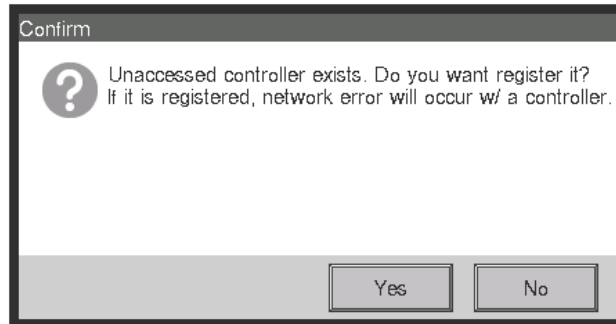 Confirm
Unaccessed controller exists. Do you want register it?
If it is registered, network error will occur w/ a controller.
Yes
No